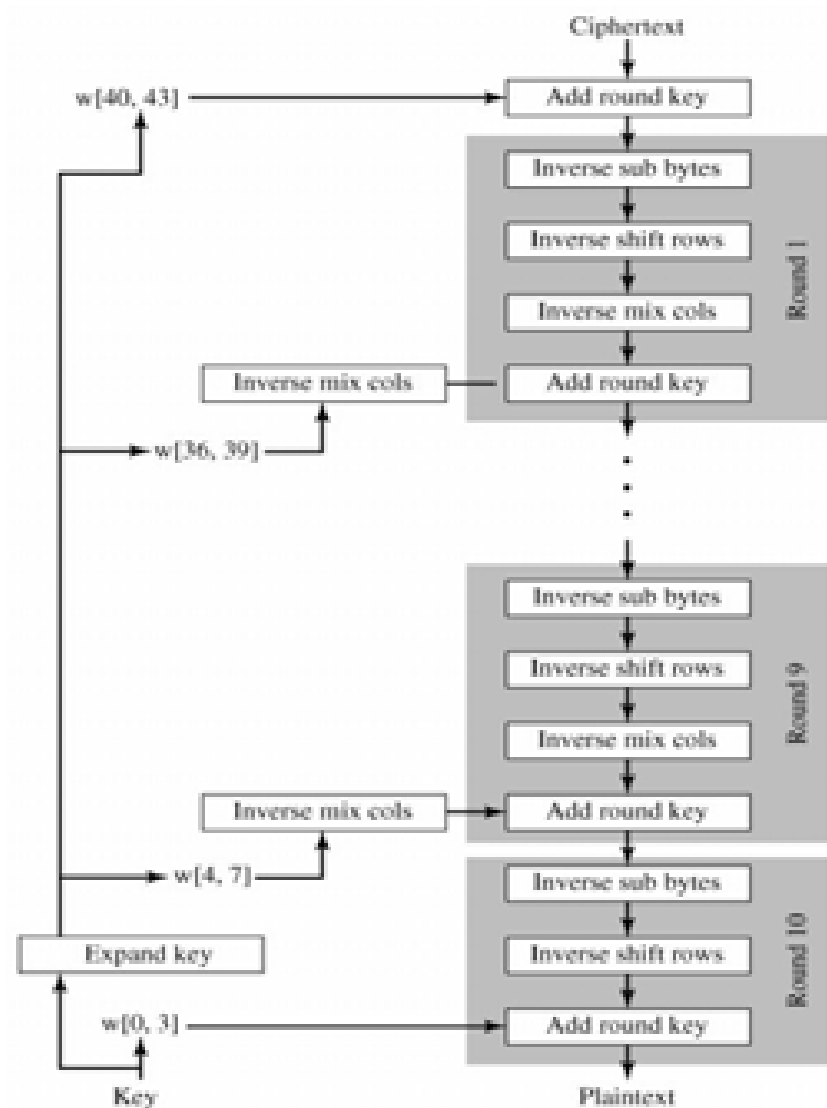 Ciphertext
w[40, 43]
Add round key
Inverse sub bytes
Inverse shift rows
Inverse mix cols
Inverse mix cols
Add round key
Round 1
w[36, 39]
Inverse sub bytes
Inverse shift rows
Inverse mix cols
Inverse mix cols
Add round key
Round 9
w[4, 7]
Inverse sub bytes
Expand key
Inverse shift rows
w[0, 3]
Add round key
Round 10
Key
Plaintext